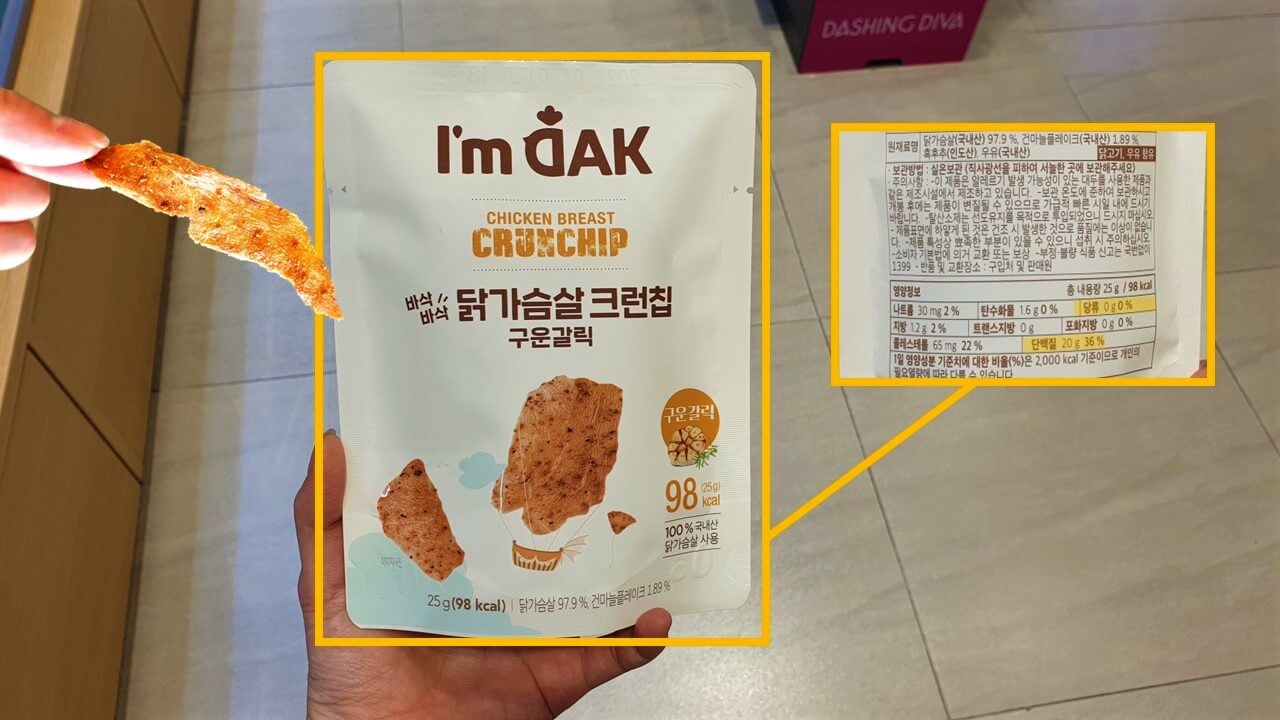 DASHING DIVA
I'm DAK
CHICKEN BREAST
CRUNCHIP
바삭
바삭
닭가슴살 크런칩
구운갈릭
구운갈릭
98 (25g)
kcal
100% 국내산
닭가슴살 사용
이미지사진
25g(98 kcal) | 닭가슴살 97.9 %, 건마늘플레이크 1.89 %
원재료명
닭가슴살(국내산) 97.9 %, 건마늘플레이크(국내산) 1.89 %,
흑후추(인도산), 우유(국내산)
닭고기, 우유 함유
· 보관방법 : 실온보관 (직사광선을 피하여 서늘한 곳에 보관해주세요)
· 주의사항 · -이 제품은 알레르기 발생 가능성이 있는 대두를 사용한 제품과
같은 제조시설에서 제조하고 있습니다. -보관 온도에 준하여 보관하시고
개봉 후에는 제품이 변질될 수 있으므로 가급적 빠른 시일 내에 드시기
바랍니다. -탈산소제는 선도유지를 목적으로 투입되었으니 드시지 마십시오
- 제품표면에 하얗게 된 것은 건조 시 발생한 것으로 품질에는 이상이 없습니
다. -제품 특성상 뾰족한 부분이 있을 수 있으니 섭취 시 주의하십시오
-소비자 기본법에 의거 교환 또는 보상 -부정·불량 식품 신고는 국번없이
1399 - 반품 및 교환장소 : 구입처 및 판매원
영양정보
총 내용량 25 g / 98 kcal
나트륨 30 mg 2 % 탄수화물 1.6 g 0 % 당류 0 g 0 %
지방 1.2 g 2 % 트랜스지방 0 g 포화지방 0 g 0 %
콜레스테롤 65 mg 22 % 단백질 20 g 36 %
1일 영양성분 기준치에 대한 비율(%)은 2,000 kcal 기준이므로 개인의
필요열량에 따라 다를 수 있습니다